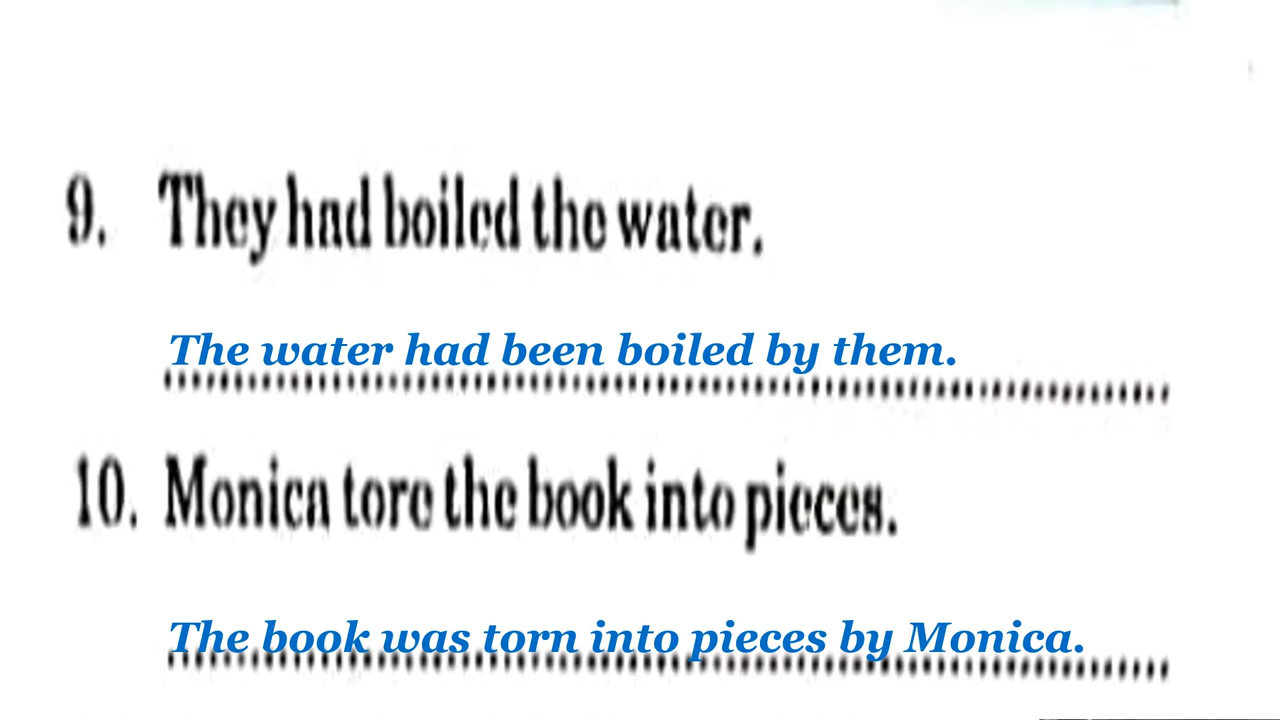 9. They had boiled the water.
The water had been boiled by them.
10. Monica tore the book into pieces.
The book was torn into pieces by Monica.